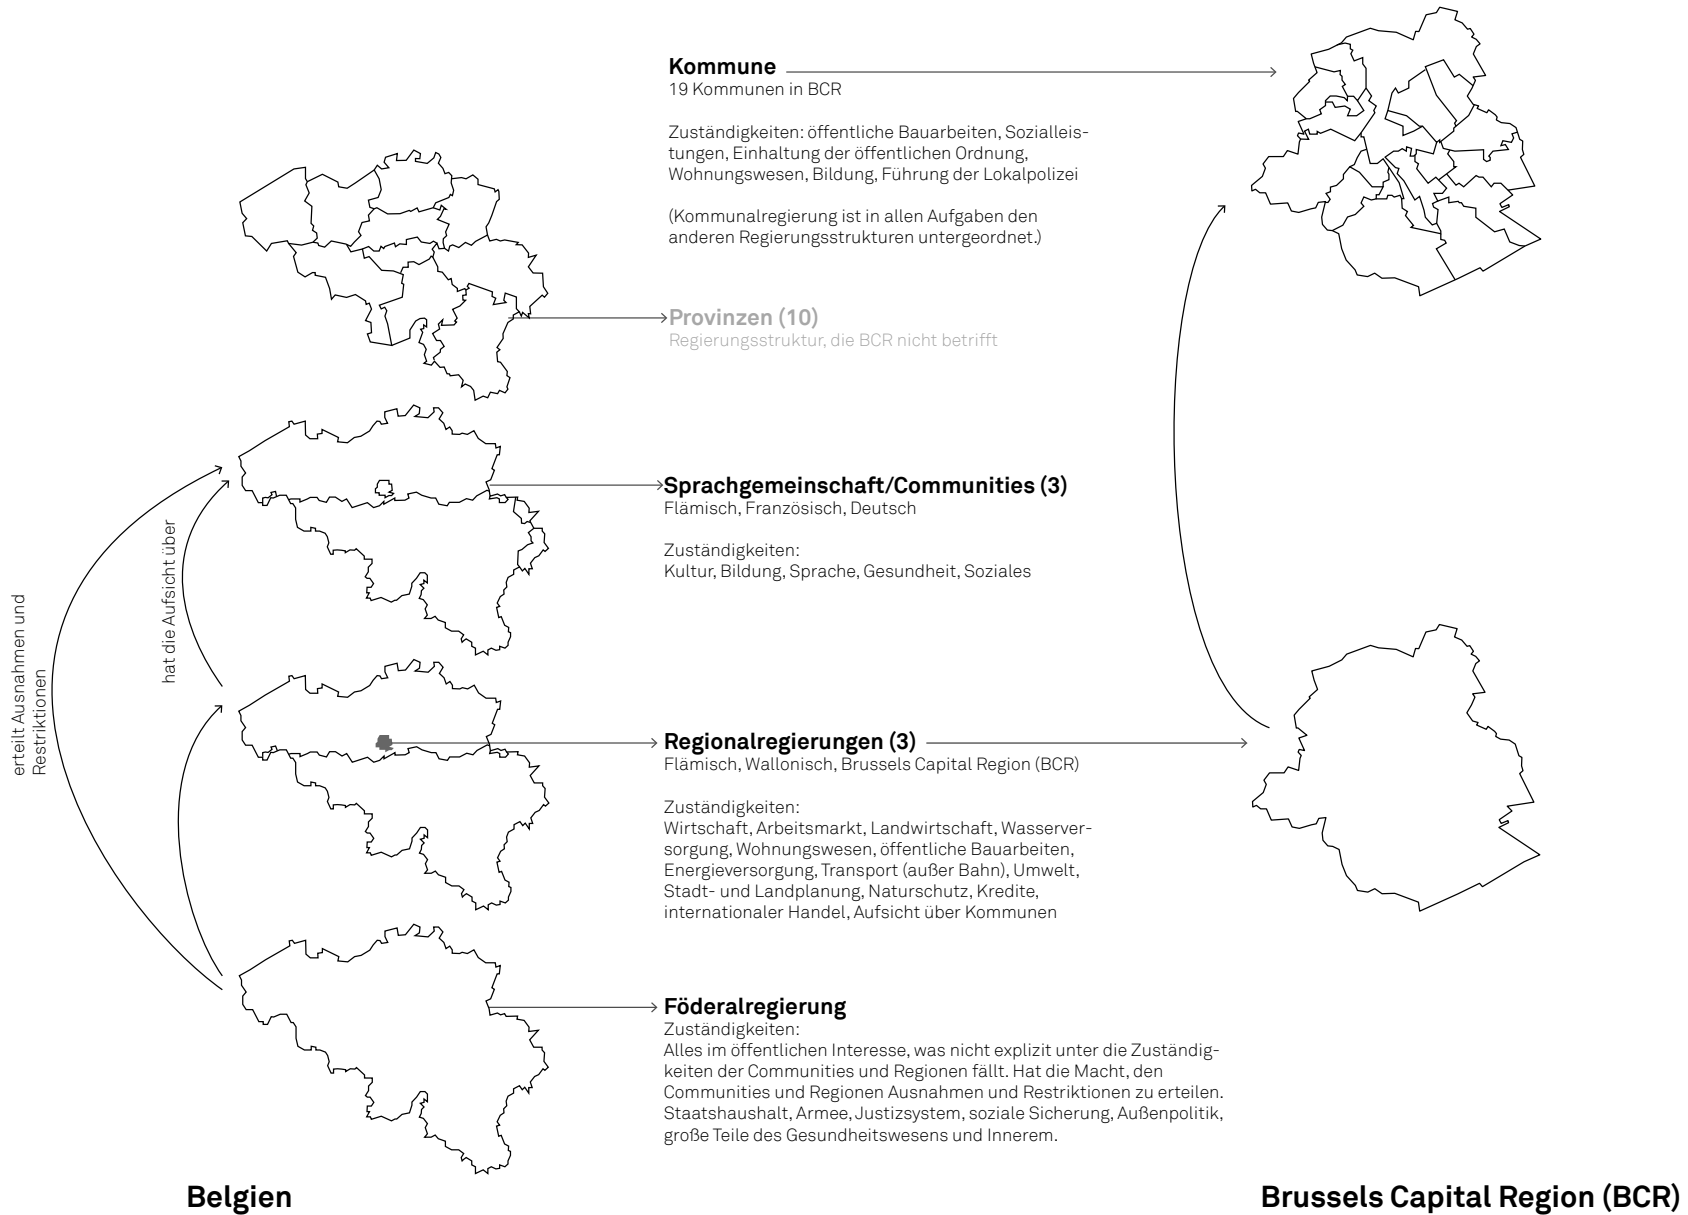 Kommune
19 Kommunen in BCR
Zuständigkeiten: öffentliche Bauarbeiten, Sozialleis-
tungen, Einhaltung der öffentlichen Ordnung,
Wohnungswesen, Bildung, Führung der Lokalpolizei
(Kommunalregierung ist in allen Aufgaben den
anderen Regierungsstrukturen untergeordnet.)
Provinzen (10)
Regierungsstruktur, die BCR nicht betrifft
Sprachgemeinschaft/Communities (3)
Flämisch, Französisch, Deutsch
Zuständigkeiten:
Kultur, Bildung, Sprache, Gesundheit, Soziales
hat die Aufsicht über
erteilt Ausnahmen und
Restriktionen
Regionalregierungen (3)
Flämisch, Wallonisch, Brussels Capital Region (BCR)
Zuständigkeiten:
Wirtschaft, Arbeitsmarkt, Landwirtschaft, Wasserver-
sorgung, Wohnungswesen, öffentliche Bauarbeiten,
Energieversorgung, Transport (außer Bahn), Umwelt,
Stadt- und Landplanung, Naturschutz, Kredite,
internationaler Handel, Aufsicht über Kommunen
Föderalregierung
Zuständigkeiten:
Alles im öffentlichen Interesse, was nicht explizit unter die Zuständig-
keiten der Communities und Regionen fällt. Hat die Macht, den
Communities und Regionen Ausnahmen und Restriktionen zu erteilen.
Staatshaushalt, Armee, Justizsystem, soziale Sicherung, Außenpolitik,
große Teile des Gesundheitswesens und Innerem.
Belgien
Brussels Capital Region (BCR)